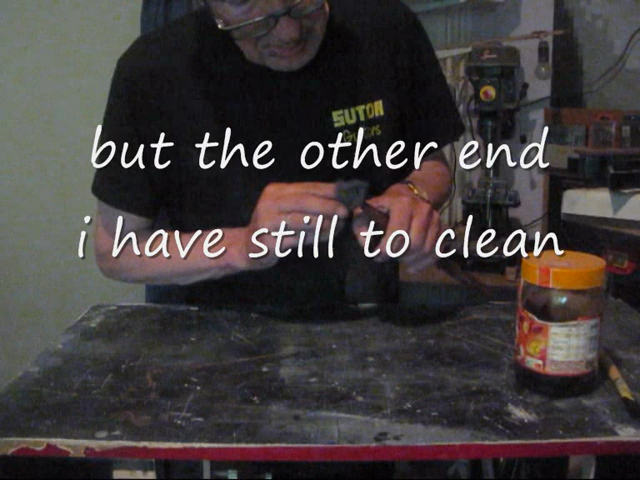 SUTON
but the other end
i have still to clean